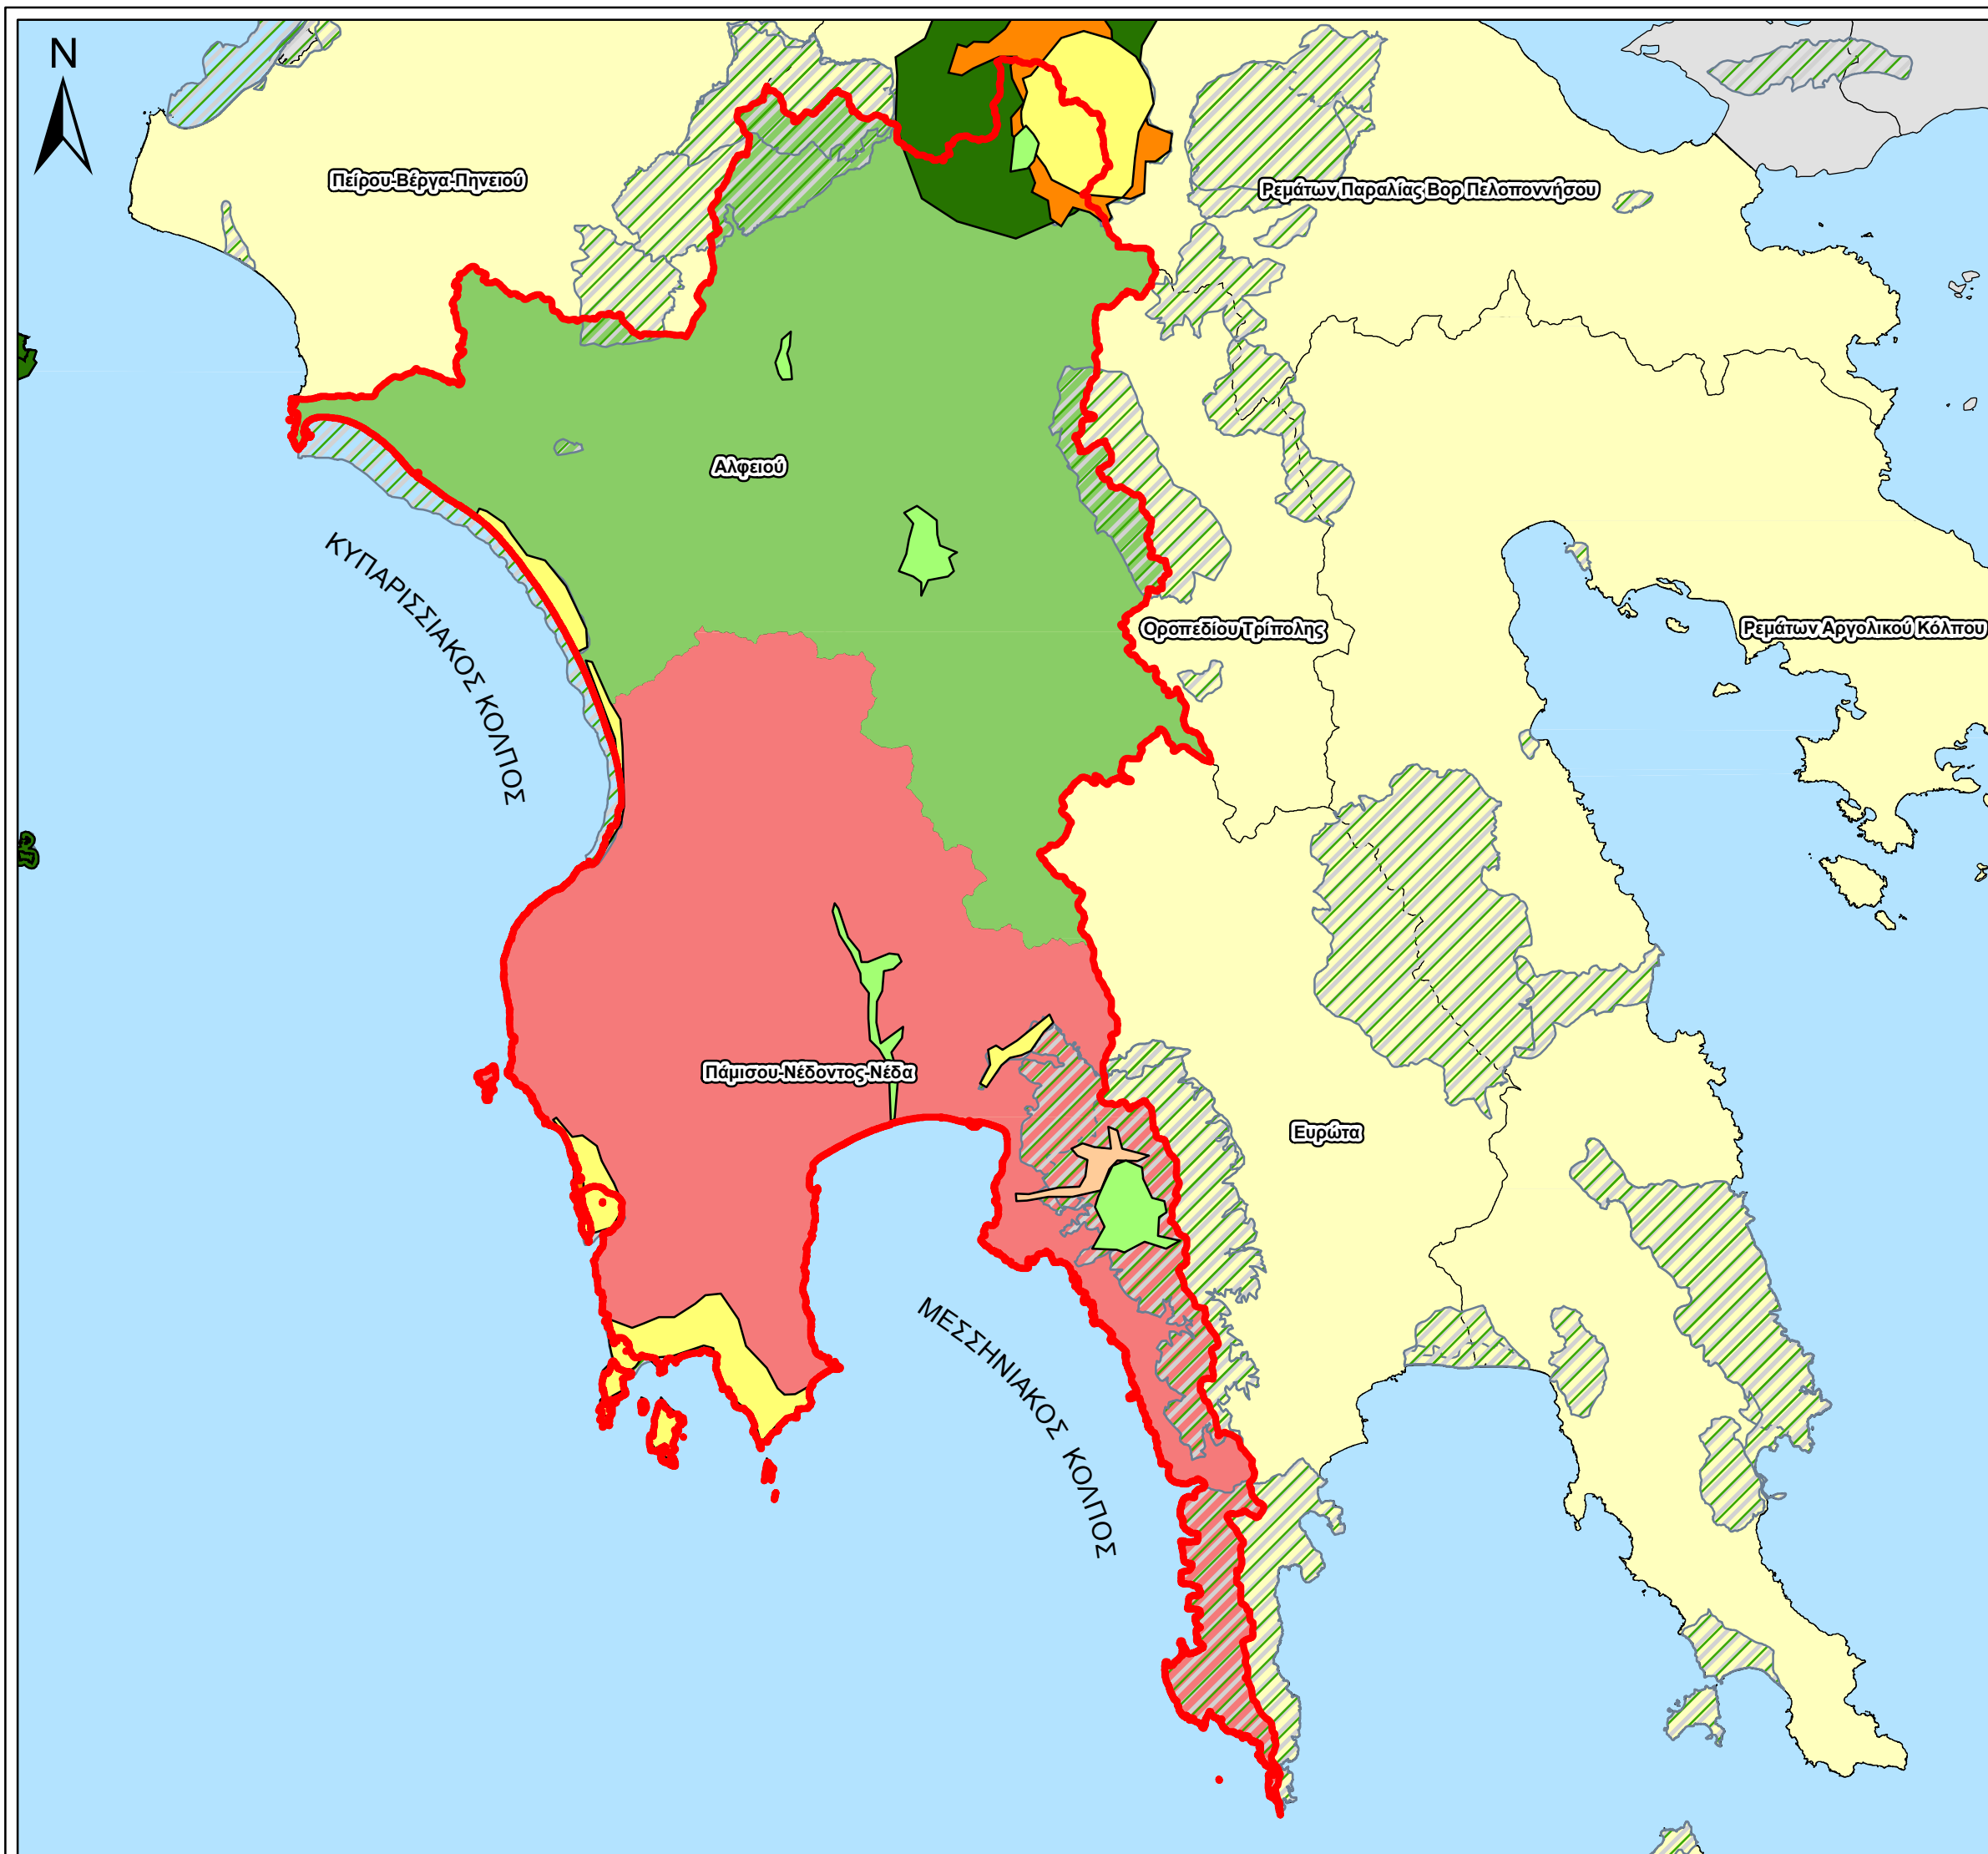 N
Πείρου-Βέργα-Πηνειού
Ρεμάτων Παραλίας Βορ Πελοποννήσου
Αλφειού
ΚΥΠΑΡΙΣΣΙΑΚΟΣ ΚΟΛΠΟΣ
Οροπεδίου Τρίπολης
Ρεμάτων Αργολικού Κόλπου
Πάμισου-Νέδοντος-Νέδα
Ευρώτα
ΜΕΣΣΗΝΙΑΚΟΣ ΚΟΛΠΟΣ